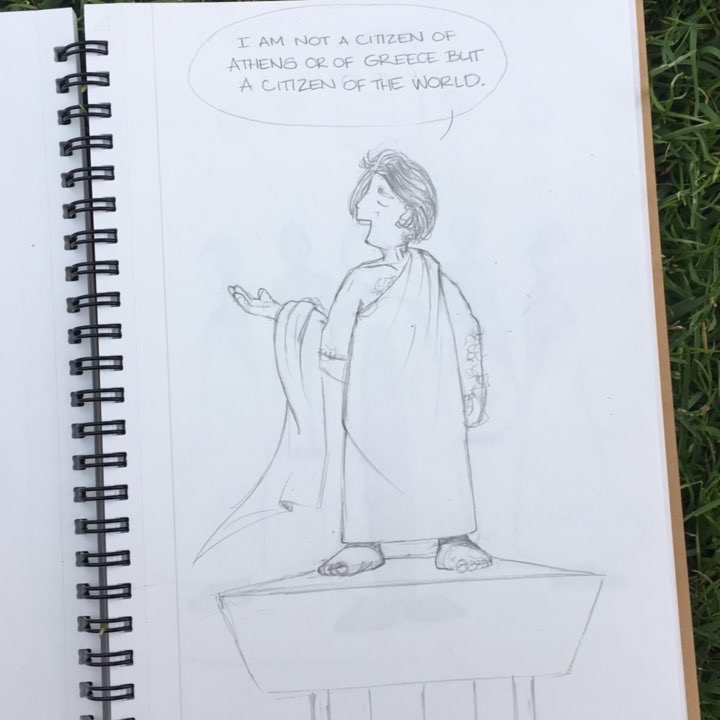 I AM NOT A CITIZEN OF
ATHENS OR OF GREECE BUT
A CITIZEN OF THE WORLD.